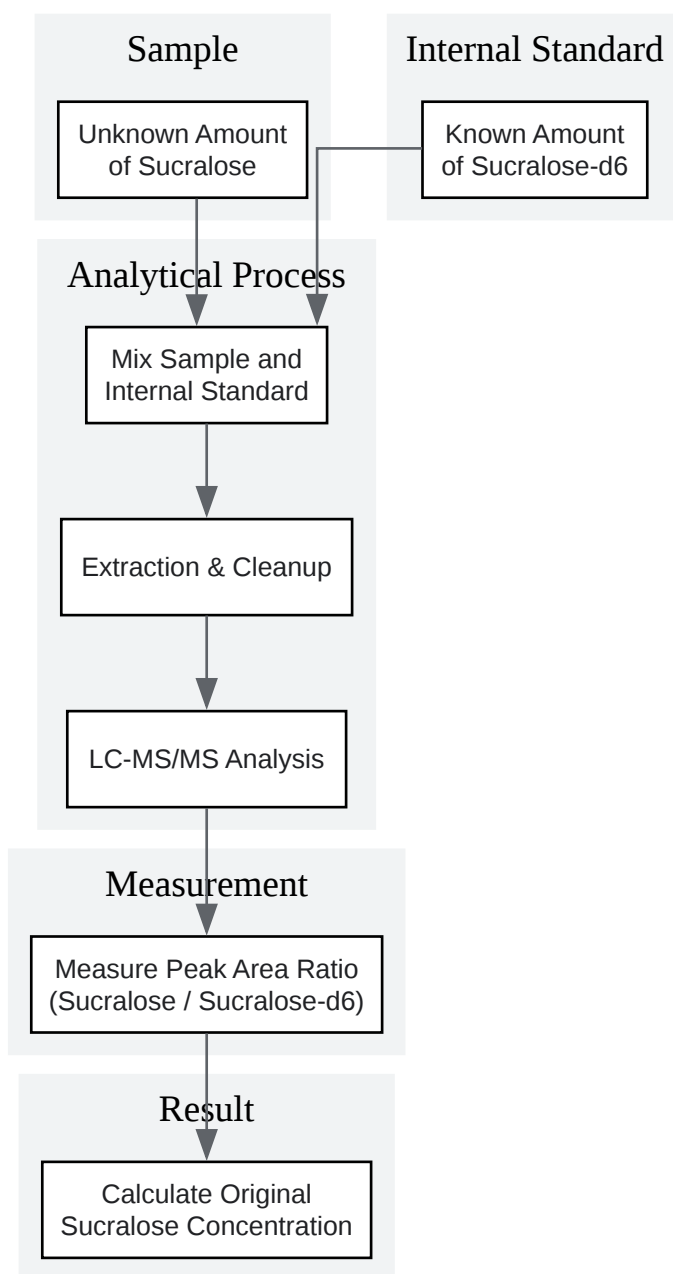 Sample
Unknown Amount
of Sucralose
Internal Standard
Known Amount
of Sucralose-d6
Analytical Process
Mix Sample and
Internal Standard
Extraction & Cleanup
LC-MS/MS Analysis
Measurement
Measure Peak Area Ratio
(Sucralose / Sucralose-d6)
Result
Calculate Original
Sucralose Concentration